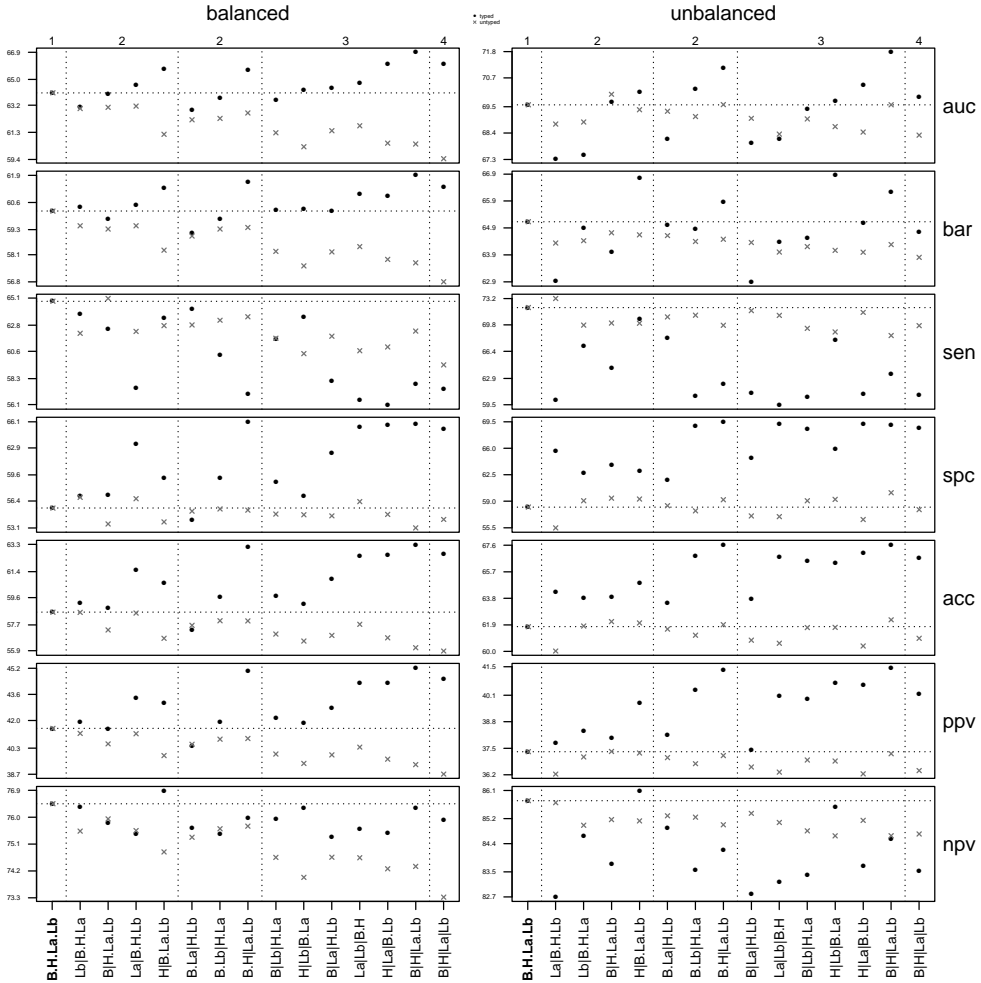 balanced
unbalanced
typed
untyped
1 2 2 3 4
1 2 2 3 4
66.9
65.0
63.2
61.3
59.4
71.8
70.7
69.5
68.4
67.3
auc
61.9
60.6
59.3
58.1
56.8
66.9
65.9
64.9
63.9
62.9
bar
65.1
62.8
60.6
58.3
56.1
73.2
69.8
66.4
62.9
59.5
sen
66.1
62.9
59.6
56.4
53.1
69.5
66.0
62.5
59.0
55.5
spc
63.3
61.4
59.6
57.7
55.9
67.6
65.7
63.8
61.9
60.0
acc
45.2
43.6
42.0
40.3
38.7
41.5
40.1
38.8
37.5
36.2
ppv
76.9
76.0
75.1
74.2
73.3
86.1
85.2
84.4
83.5
82.7
npv
B.H.La.Lb
Lb|B.H.La
B|H.La.Lb
La|B.H.Lb
H|B.La.Lb
B.La|H.Lb
B.Lb|H.La
B.H|La.Lb
B|Lb|H.La
H|Lb|B.La
B|La|H.Lb
La|Lb|B.H
H|La|B.Lb
B|H|La.Lb
B|H|La|Lb
B.H.La.Lb
La|B.H.Lb
Lb|B.H.La
B|H.La.Lb
H|B.La.Lb
B.La|H.Lb
B.Lb|H.La
B.H|La.Lb
B|La|H.Lb
La|Lb|B.H
B|Lb|H.La
H|Lb|B.La
H|La|B.Lb
B|H|La.Lb
B|H|La|Lb